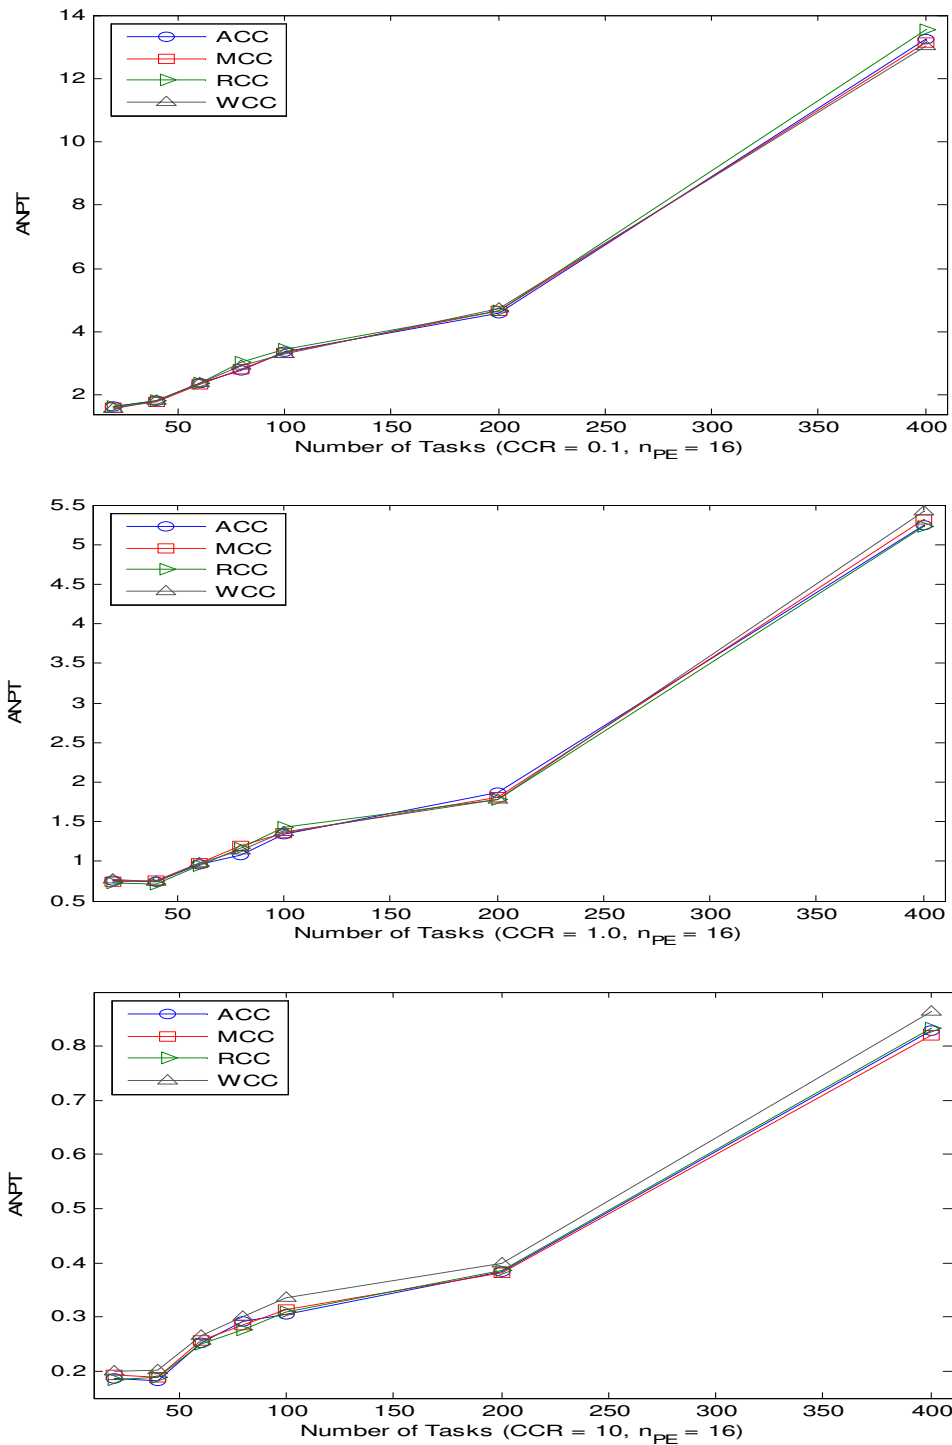 14
12
10
8
6
4
2
ANPT
ACC
MCC
RCC
WCC
50 100 150 200 250 300 350 400
Number of Tasks (CCR = 0.1, nPE = 16)
5.5
5
4.5
4
3.5
3
2.5
2
1.5
1
0.5
ANPT
ACC
MCC
RCC
WCC
50 100 150 200 250 300 350 400
Number of Tasks (CCR = 1.0, nPE = 16)
0.8
0.7
0.6
0.5
0.4
0.3
0.2
ANPT
ACC
MCC
RCC
WCC
50 100 150 200 250 300 350 400
Number of Tasks (CCR = 10, nPE = 16)